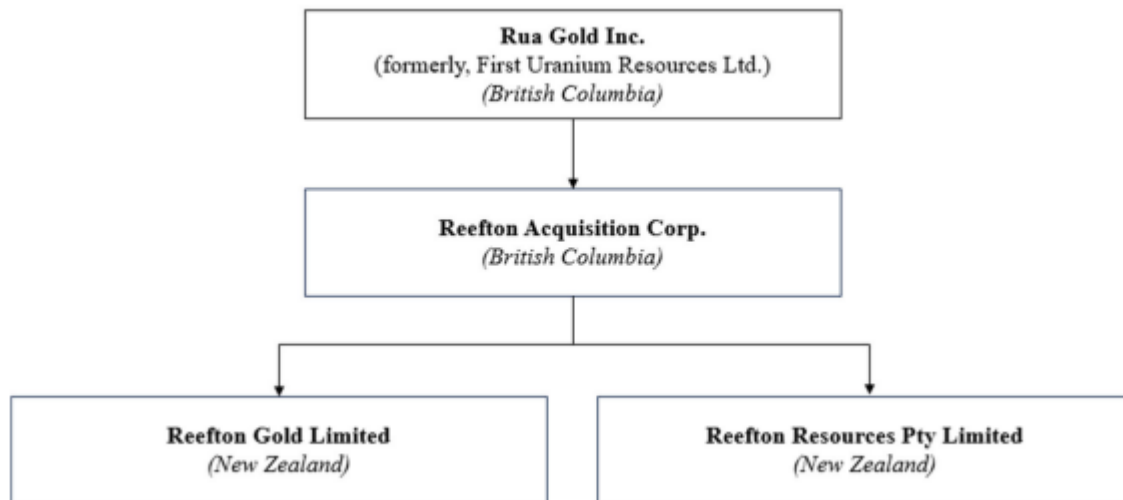 Rua Gold Inc.
(formerly, First Uranium Resources Ltd.)
(British Columbia)
Reefton Acquisition Corp.
(British Columbia)
Reefton Gold Limited
(New Zealand)
Reefton Resources Pty Limited
(New Zealand)